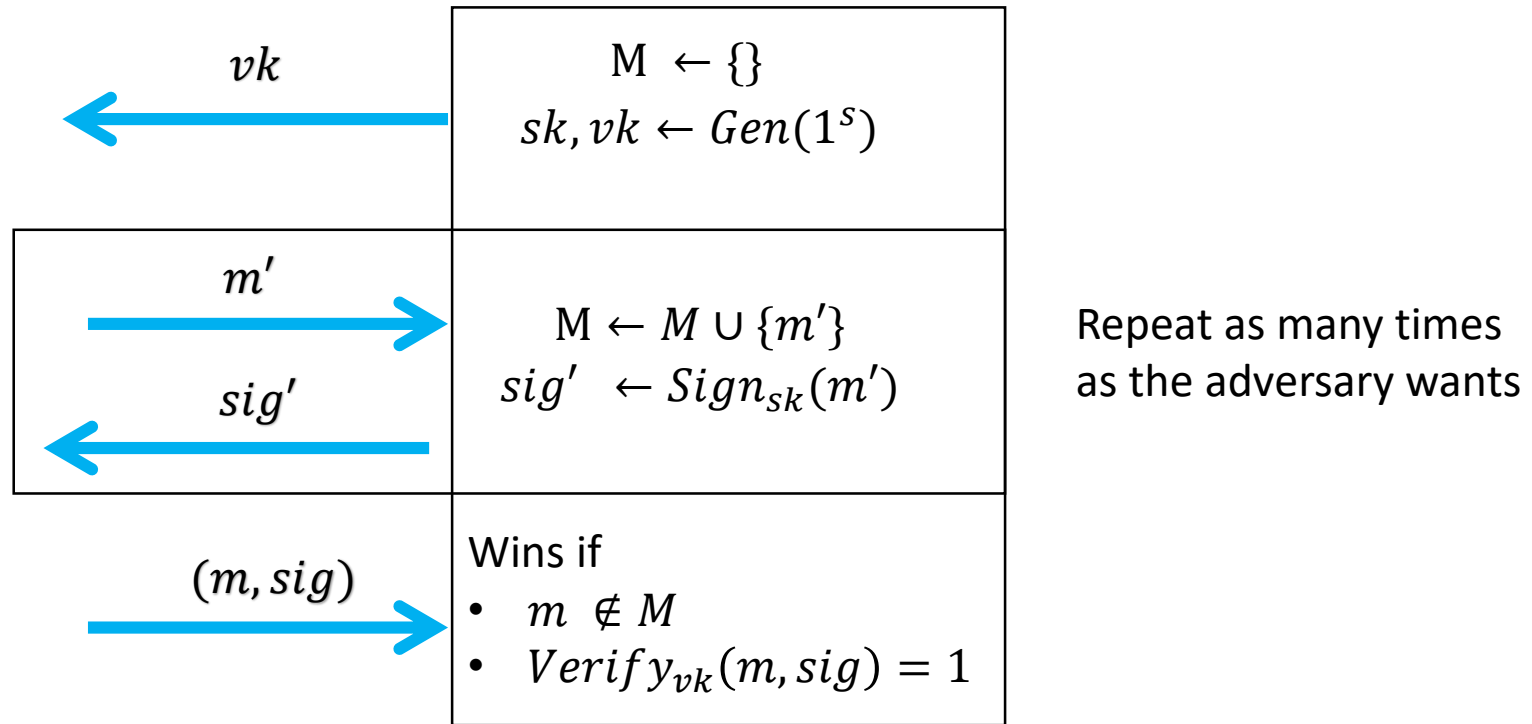 vk
M ← {}
sk, vk ← Gen(1ˢ)
m′
sig′
M ← M ∪ {m′}
sig′ ← Sign_sk(m′)
Repeat as many times
as the adversary wants
(m, sig)
Wins if
• m ∉ M
• Verify_vk(m, sig) = 1